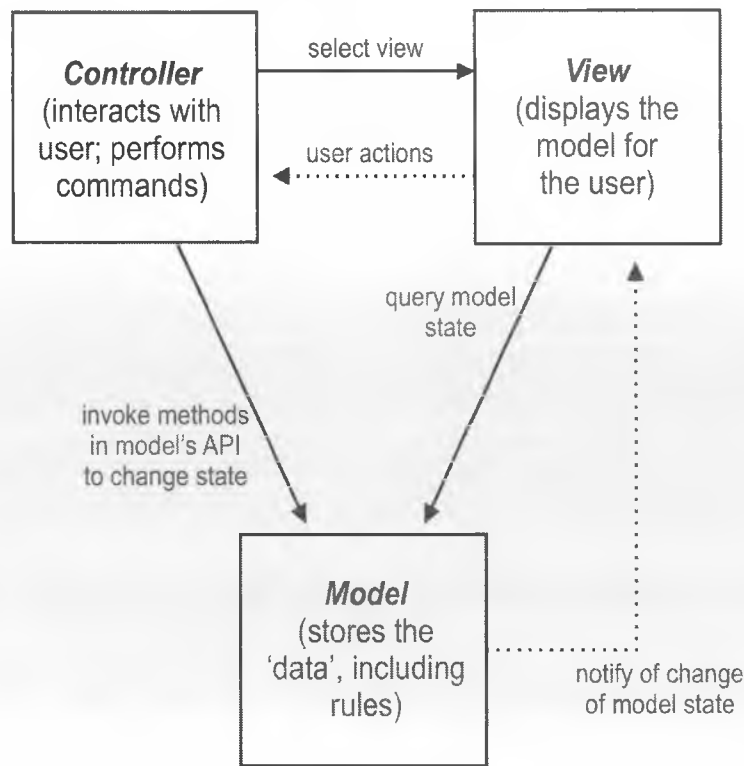 Controller
(interacts with
user; performs
commands)
select view
View
(displays the
model for
the user)
user actions
query model
state
invoke methods
in model's API
to change state
Model
(stores the
‘data’, including
rules)
notify of change
of model state